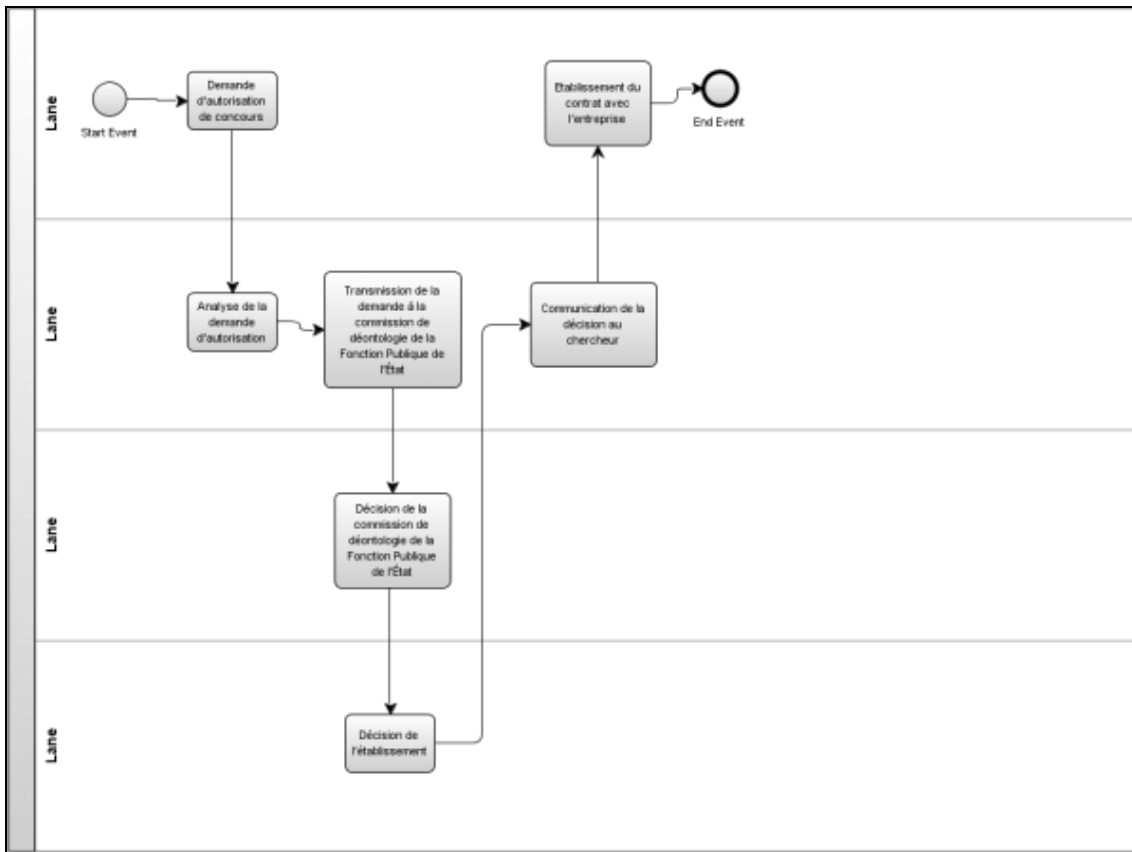 Lane
Start Event
Demande
d'autorisation
de concours
Etablissement du
contrat avec
l'entreprise
End Event
Lane
Analyse de la
demande
d'autorisation
Transmission de la
demande á la
commission de
déontologie de la
Fonction Publique de
l'État
Communication de la
décision au
chercheur
Lane
Décision de la
commission de
déontologie de la
Fonction Publique
de l'État
Lane
Décision de
l'établissement